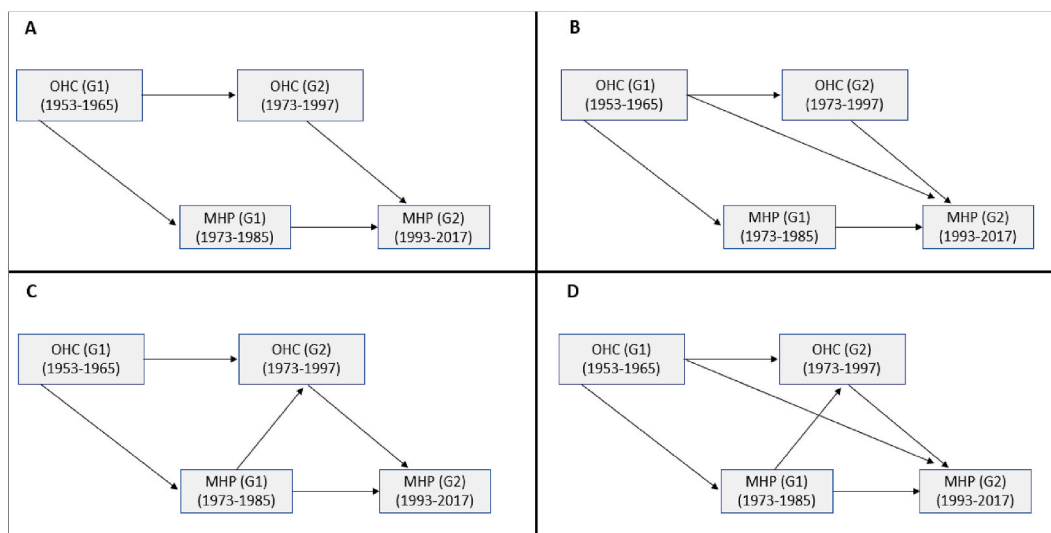 A
OHC (G1)
(1953-1965)
OHC (G2)
(1973-1997)
MHP (G1)
(1973-1985)
MHP (G2)
(1993-2017)
B
OHC (G1)
(1953-1965)
OHC (G2)
(1973-1997)
MHP (G1)
(1973-1985)
MHP (G2)
(1993-2017)
C
OHC (G1)
(1953-1965)
OHC (G2)
(1973-1997)
MHP (G1)
(1973-1985)
MHP (G2)
(1993-2017)
D
OHC (G1)
(1953-1965)
OHC (G2)
(1973-1997)
MHP (G1)
(1973-1985)
MHP (G2)
(1993-2017)